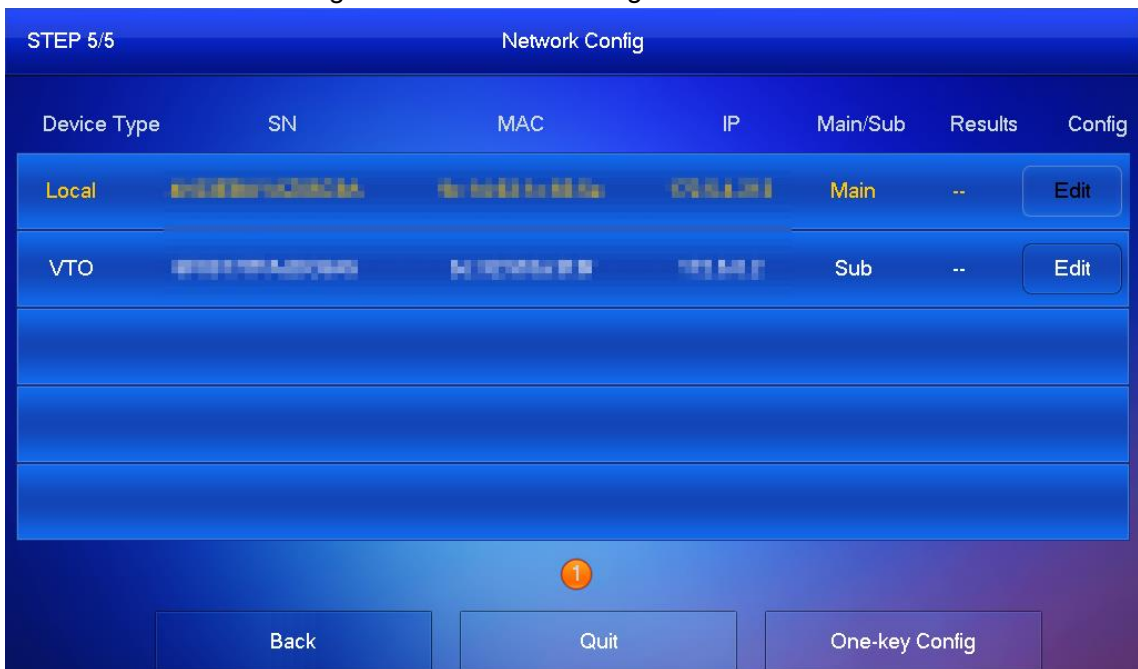 STEP 5/5 Network Config
Device Type SN MAC IP Main/Sub Results Config
Local Main -- Edit
VTO Sub -- Edit
1
Back Quit One-key Config